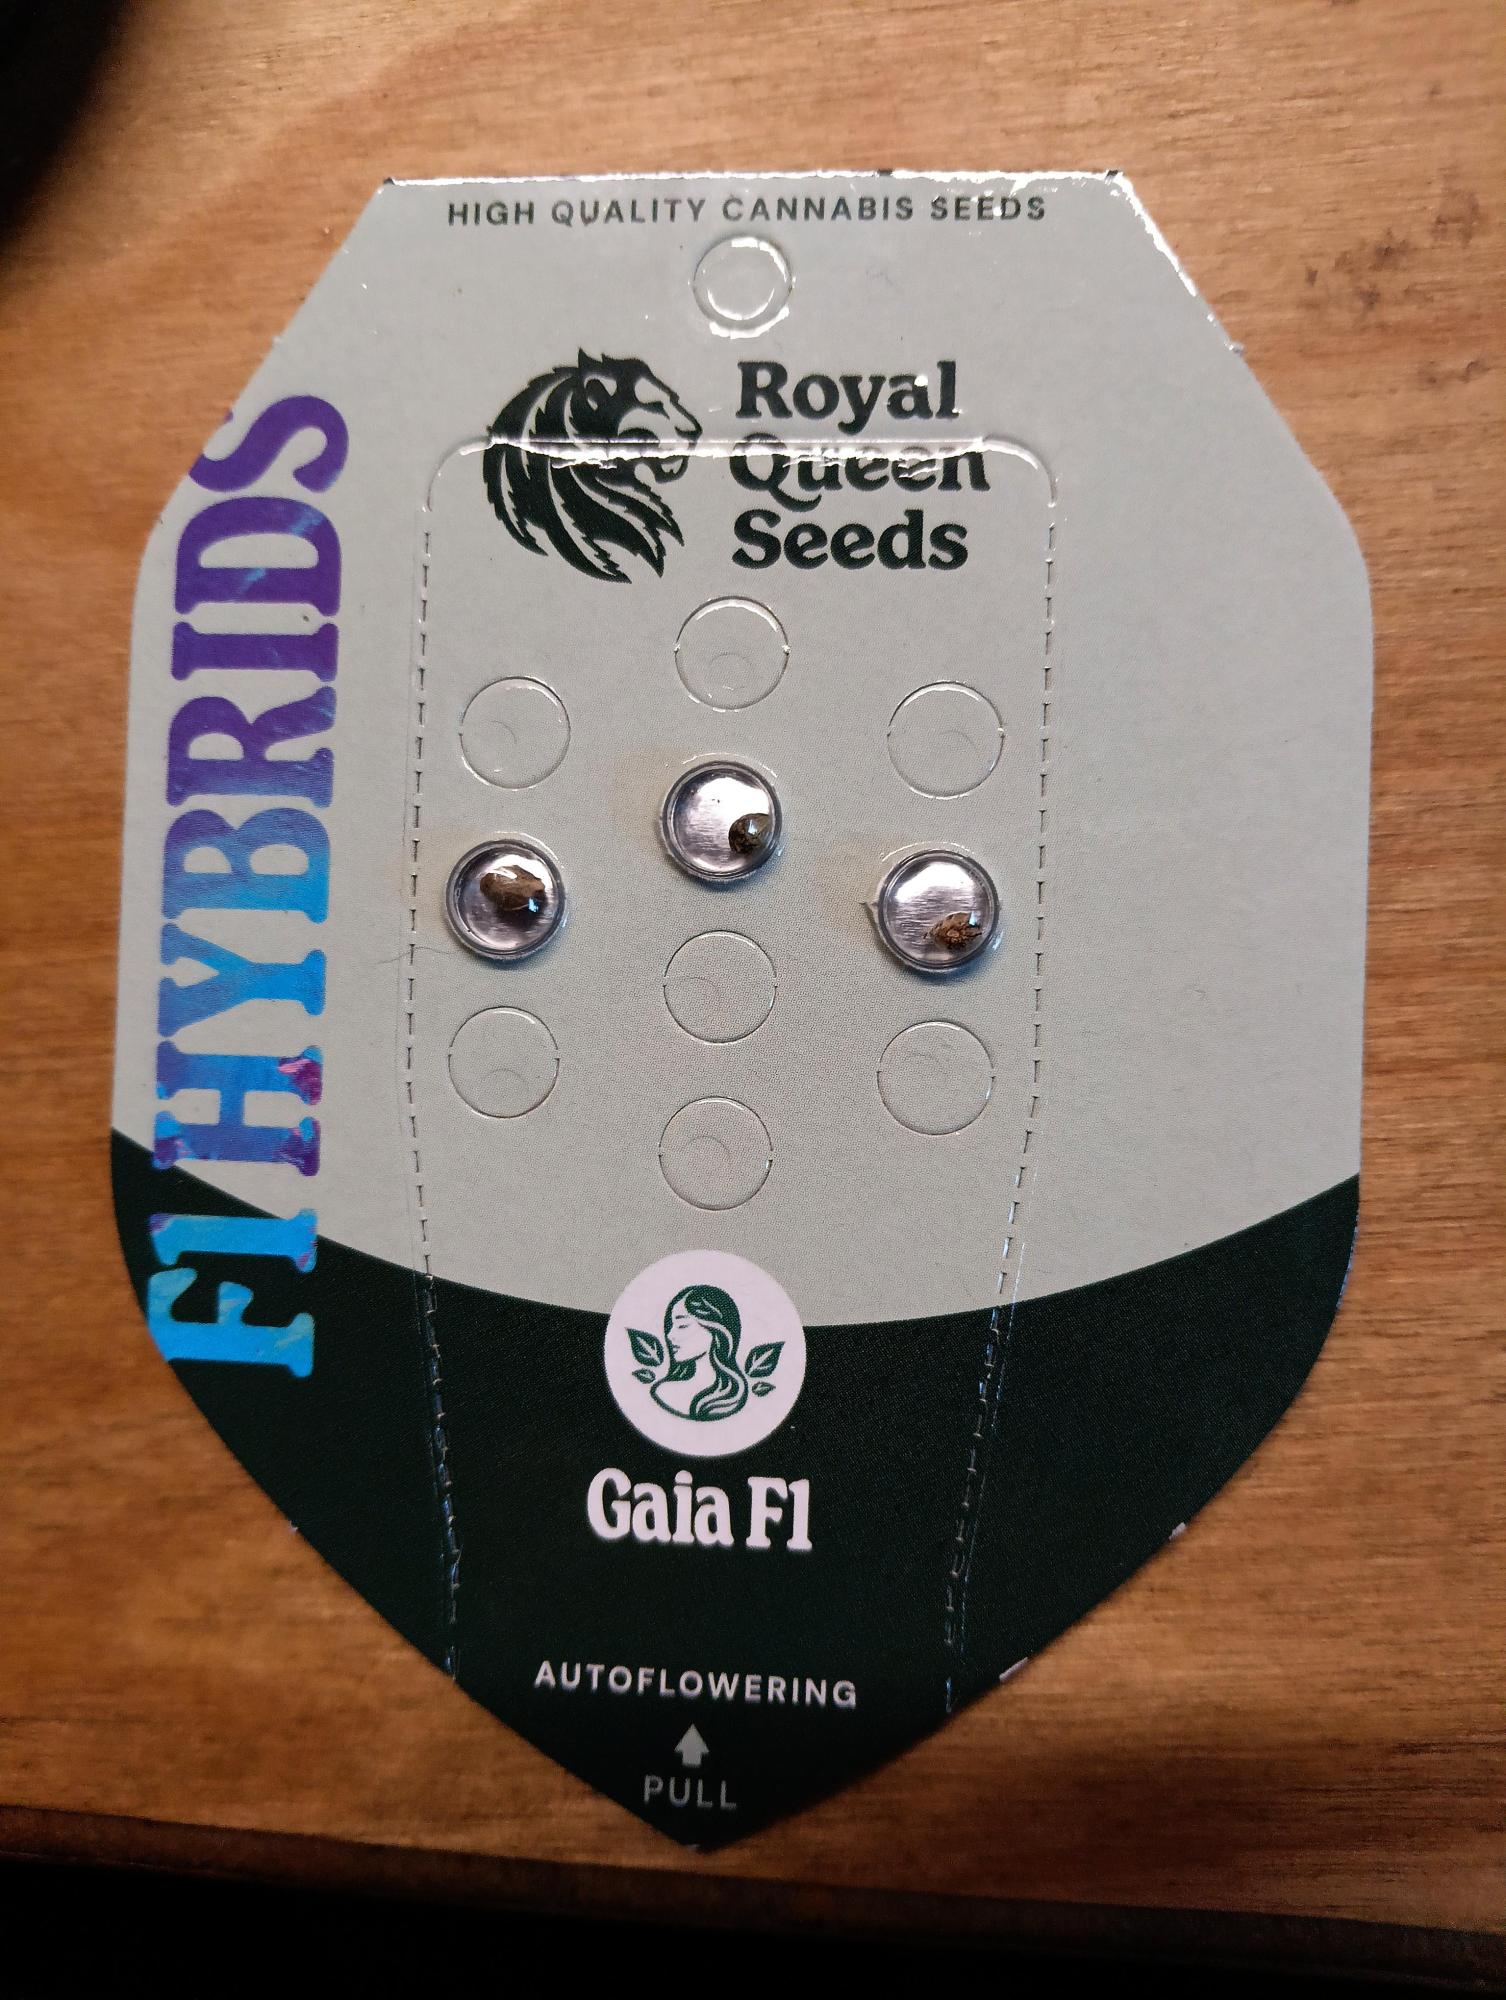 HIGH QUALITY CANNABIS SEEDS
Royal
Queen
Seeds
F1 HYBRIDS
Gaia F1
AUTOFLOWERING
PULL